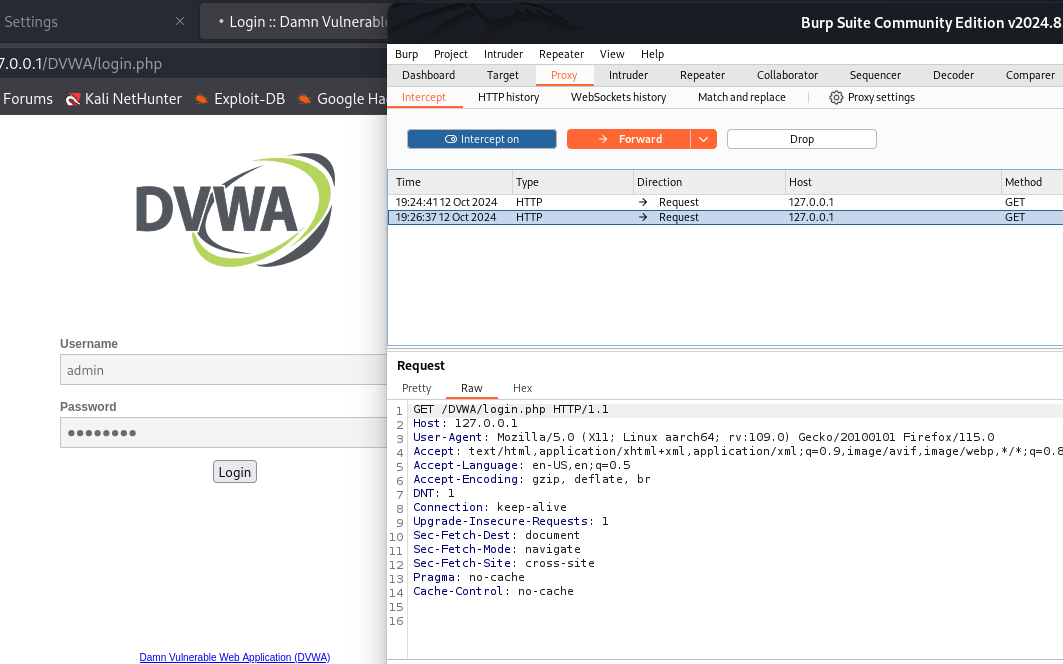 Settings
× • Login :: Damn Vulnerabl
Burp Suite Community Edition v2024.8
7.0.0.1/DVWA/login.php
Forums Kali NetHunter Exploit-DB Google Ha
Burp Project Intruder Repeater View Help
Dashboard Target Proxy Intruder Repeater Collaborator Sequencer Decoder Comparer
Intercept HTTP history WebSockets history Match and replace Proxy settings
Intercept on Forward Drop
Time Type Direction Host Method
19:24:41 12 Oct 2024 HTTP → Request 127.0.0.1 GET
19:26:37 12 Oct 2024 HTTP → Request 127.0.0.1 GET
DVWA
Username
admin
Password
●●●●●●●●
Login
Damn Vulnerable Web Application (DVWA)
Request
Pretty Raw Hex
1 GET /DVWA/login.php HTTP/1.1
2 Host: 127.0.0.1
3 User-Agent: Mozilla/5.0 (X11; Linux aarch64; rv:109.0) Gecko/20100101 Firefox/115.0
4 Accept: text/html,application/xhtml+xml,application/xml;q=0.9,image/avif,image/webp,*/*;q=0.8
5 Accept-Language: en-US,en;q=0.5
6 Accept-Encoding: gzip, deflate, br
7 DNT: 1
8 Connection: keep-alive
9 Upgrade-Insecure-Requests: 1
10 Sec-Fetch-Dest: document
11 Sec-Fetch-Mode: navigate
12 Sec-Fetch-Site: cross-site
13 Pragma: no-cache
14 Cache-Control: no-cache
15
16